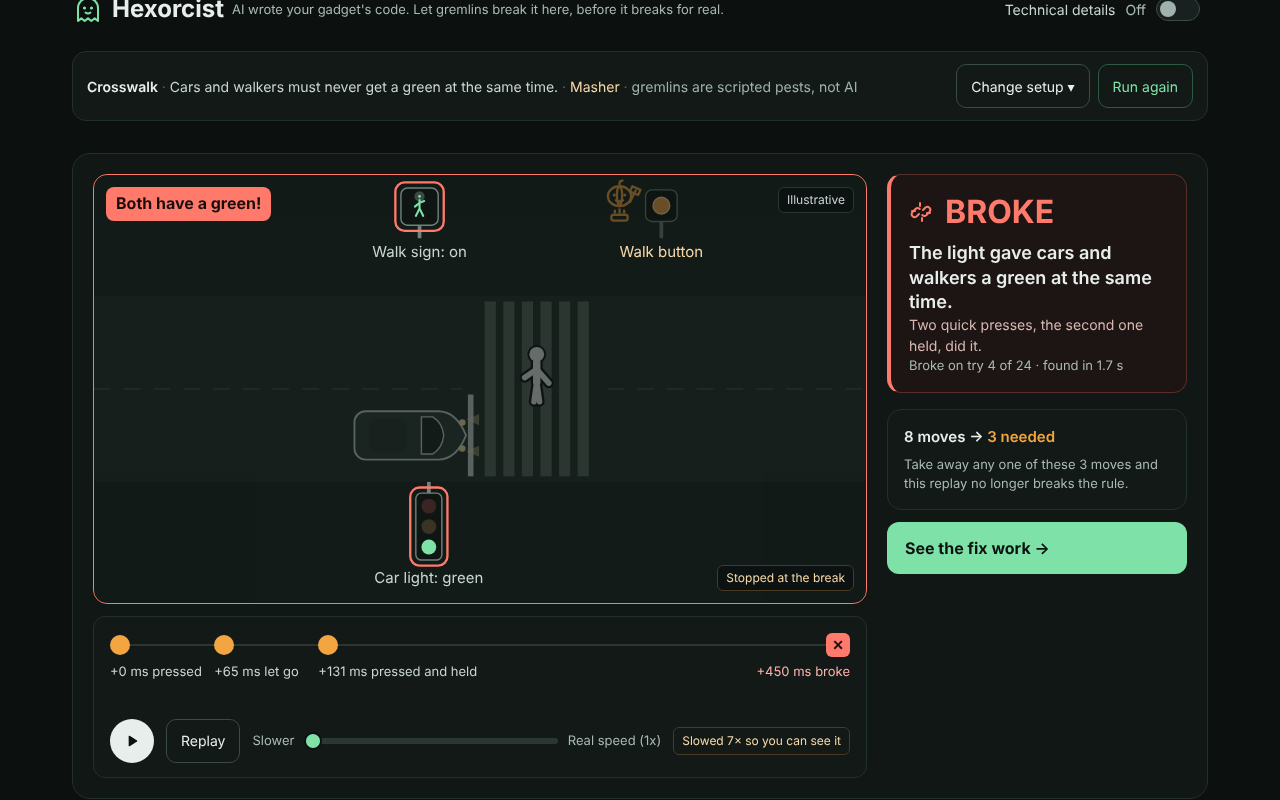 Hexorcist AI wrote your gadget's code. Let gremlins break it here, before it breaks for real.
Technical details Off
Crosswalk · Cars and walkers must never get a green at the same time. · Masher · gremlins are scripted pests, not AI
Change setup ▾
Run again
Both have a green!
Illustrative
Walk sign: on
Walk button
Car light: green
Stopped at the break
+0 ms pressed
+65 ms let go
+131 ms pressed and held
+450 ms broke
Replay
Slower
Real speed (1x)
Slowed 7× so you can see it
BROKE
The light gave cars and
walkers a green at the same
time.
Two quick presses, the second one
held, did it.
Broke on try 4 of 24 · found in 1.7 s
8 moves → 3 needed
Take away any one of these 3 moves and
this replay no longer breaks the rule.
See the fix work →